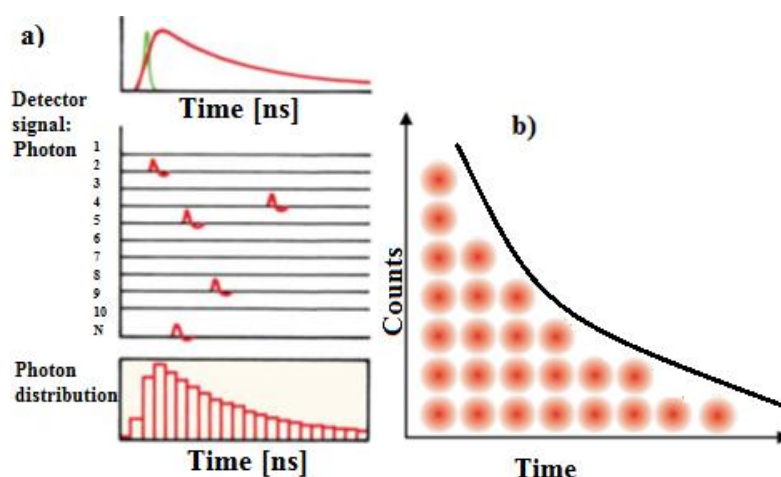 a)
Time [ns]
Detector
signal:
Photon
1
2
3
4
5
6
7
8
9
10
N
Photon
distribution
Time [ns]
b)
Counts
Time